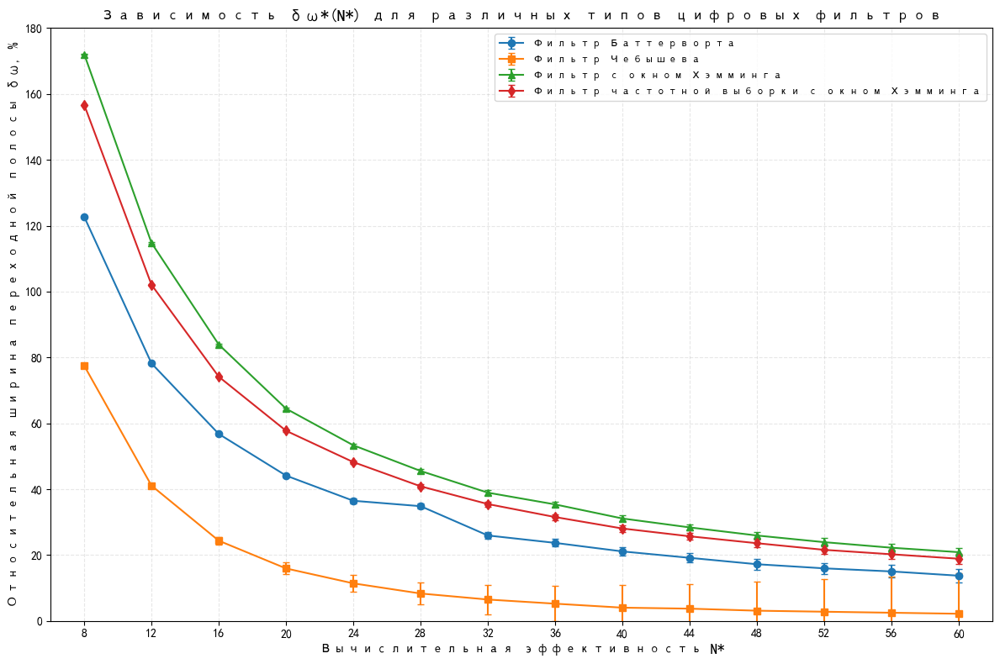 Зависимость δω*(N*) для различных типов цифровых фильтров
Относительная ширина переходной полосы δω, %
180
160
140
120
100
80
60
40
20
0
Фильтр Баттерворта
Фильтр Чебышева
Фильтр с окном Хэмминга
Фильтр частотной выборки с окном Хэмминга
8 12 16 20 24 28 32 36 40 44 48 52 56 60
Вычислительная эффективность N*